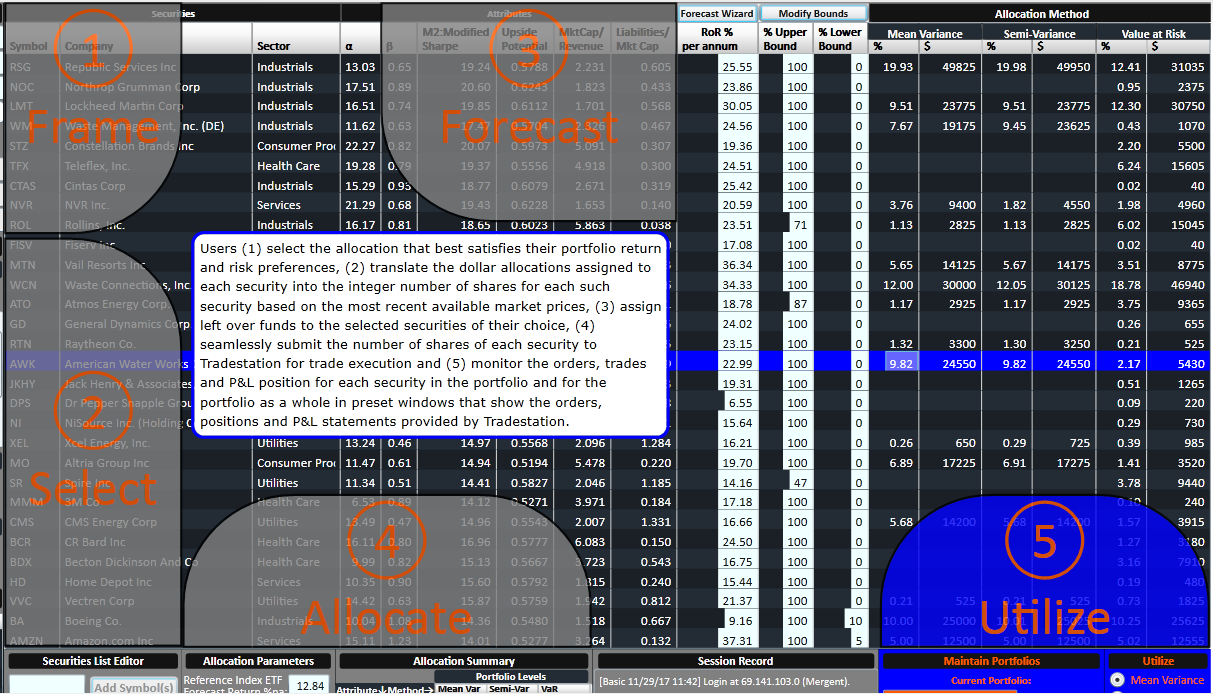 Securities Attributes Forecast Wizard Modify Bounds Allocation Method
Symbol Company Sector α β M2:Modified Sharpe Upside Potential MktCap/ Revenue Liabilities/ Mkt Cap RoR % per annum % Upper Bound % Lower Bound Mean Variance % $ Semi-Variance % $ Value at Risk % $
RSG Republic Services Inc Industrials 13.03 0.65 19.24 0.5788 2.231 0.605 25.55 100 0 19.93 49825 19.98 49950 12.41 31035
NOC Northrop Grumman Corp Industrials 17.51 0.89 20.60 0.6243 1.823 0.433 23.86 100 0 0.95 2375
LMT Lockheed Martin Corp Industrials 16.51 0.74 19.85 0.6112 1.701 0.568 30.05 100 0 9.51 23775 9.51 23775 12.30 30750
WM Waste Management, Inc. (DE) Industrials 11.62 0.63 17.47 0.5704 2.826 0.467 24.56 100 0 7.67 19175 9.45 23625 0.43 1070
STZ Constellation Brands Inc Consumer Pro 22.27 0.82 20.07 0.5973 5.091 0.307 19.36 100 0 2.20 5500
TFX Teleflex, Inc. Health Care 19.28 0.79 19.37 0.5556 4.918 0.300 24.51 100 0 6.24 15605
CTAS Cintas Corp Industrials 15.29 0.93 18.77 0.6079 2.671 0.319 25.42 100 0 0.02 40
NVR NVR Inc. Services 21.29 0.68 19.43 0.6228 1.653 0.140 20.59 100 0 3.76 9400 1.82 4550 1.98 4960
ROL Rollins, Inc. Industrials 16.17 0.81 18.65 0.6023 5.863 0.038 23.51 71 0 1.13 2825 1.13 2825 6.02 15045
FISV Fiserv Inc 17.08 100 0 0.02 40
MTN Vail Resorts Inc 36.34 100 0 5.65 14125 5.67 14175 3.51 8775
WCN Waste Connections, Inc 34.33 100 0 12.00 30000 12.05 30125 18.78 46940
ATO Atmos Energy Corp 18.78 87 0 1.17 2925 1.17 2925 3.75 9365
GD General Dynamics Corp 24.02 100 0 0.26 655
RTN Raytheon Co. 23.15 100 0 1.32 3300 1.30 3250 0.21 525
AWK American Water Works 22.99 100 0 9.82 24550 9.82 24550 2.17 5430
JKHY Jack Henry & Associates 19.31 100 0 0.51 1265
DPS Dr Pepper Snapple Grou 6.55 100 0 0.09 220
NI NiSource Inc. (Holding C 15.64 100 0 0.29 730
XEL Xcel Energy, Inc. Utilities 13.24 0.46 14.97 0.5568 2.096 1.284 16.21 100 0 0.26 650 0.29 725 0.39 985
MO Altria Group Inc Consumer Pro 11.47 0.61 14.94 0.5194 5.478 0.220 19.70 100 0 6.89 17225 6.91 17275 1.41 3520
SR Spire Inc Utilities 11.34 0.51 14.41 0.5827 2.046 1.185 14.16 47 0 3.78 9440
MMM 3M Co Health Care 6.53 0.89 14.12 0.5271 3.971 0.184 17.18 100 0 0.10 240
CMS CMS Energy Corp Utilities 13.49 0.47 14.96 0.5543 2.007 1.331 16.66 100 0 5.68 14200 5.68 14200 1.57 3915
BCR CR Bard Inc Health Care 16.11 0.80 16.96 0.5777 6.083 0.150 24.50 100 0 1.27 3180
BDX Becton Dickinson And Co Health Care 9.99 0.82 15.13 0.5667 3.723 0.543 16.75 100 0 3.16 7910
HD Home Depot Inc Services 10.35 0.90 15.60 0.5792 0.240 15.44 100 0 0.19 480
VVC Vectren Corp Utilities 14.42 0.63 15.87 0.5759 0.812 21.37 100 0 0.21 525 0.21 525 0.73 1825
BA Boeing Co. Industrials 10.04 1.08 14.36 0.5480 0.667 9.16 100 10 10.00 25000 10.01 25025 10.25 25625
AMZN Amazon.com Inc Services 14.01 0.5277 3.264 0.132 37.31 100 5 5.00 12500 5.00 12500 5.02 12555
1
Frame
2
Select
3
Forecast
4
Allocate
5
Utilize
Users (1) select the allocation that best satisfies their portfolio return
and risk preferences, (2) translate the dollar allocations assigned to
each security into the integer number of shares for each such
security based on the most recent available market prices, (3) assign
left over funds to the selected securities of their choice, (4)
seamlessly submit the number of shares of each security to
Tradestation for trade execution and (5) monitor the orders, trades
and P&L position for each security in the portfolio and for the
portfolio as a whole in preset windows that show the orders,
positions and P&L statements provided by Tradestation.
Securities List Editor Allocation Parameters Allocation Summary Session Record Maintain Portfolios Utilize
Add Symbol(s) Reference Index ETF Portfolio Levels [Basic 11/29/17 11:42] Login at 69.141.103.0 (Mergent). Current Portfolio: Mean Variance
Forecast Return %pa: 12.84 Attribute↓Method→ Mean Var Semi-Var VaR